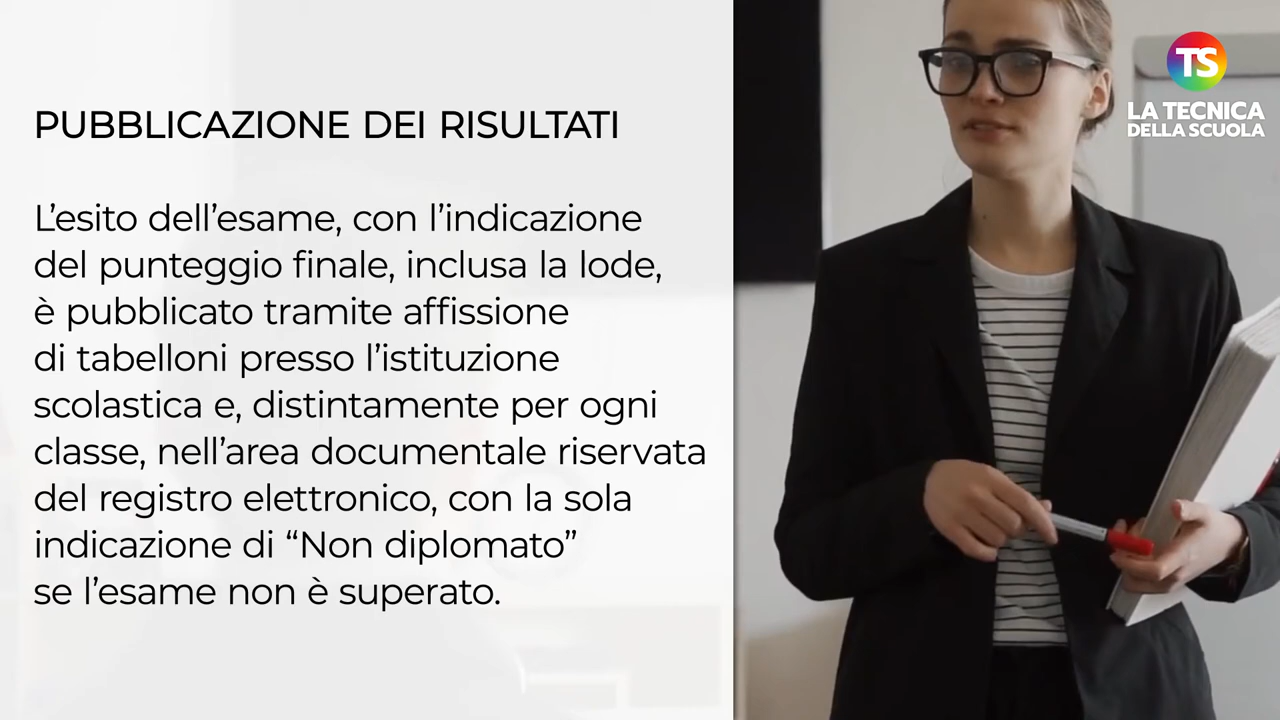 PUBBLICAZIONE DEI RISULTATI
L’esito dell’esame, con l’indicazione
del punteggio finale, inclusa la lode,
è pubblicato tramite affissione
di tabelloni presso l’istituzione
scolastica e, distintamente per ogni
classe, nell’area documentale riservata
del registro elettronico, con la sola
indicazione di “Non diplomato”
se l’esame non è superato.
TS
LA TECNICA
DELLA SCUOLA